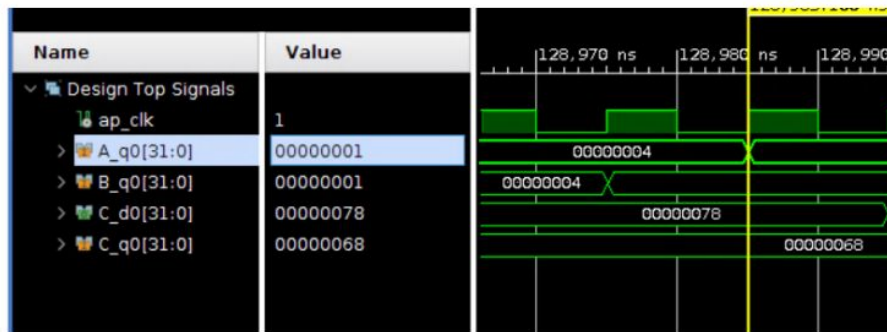 Name Value
128,970 ns 128,980 ns 128,990
Design Top Signals
ap_clk 1
A_q0[31:0] 00000001 00000004
B_q0[31:0] 00000001 00000004
C_d0[31:0] 00000078 00000078
C_q0[31:0] 00000068 00000068